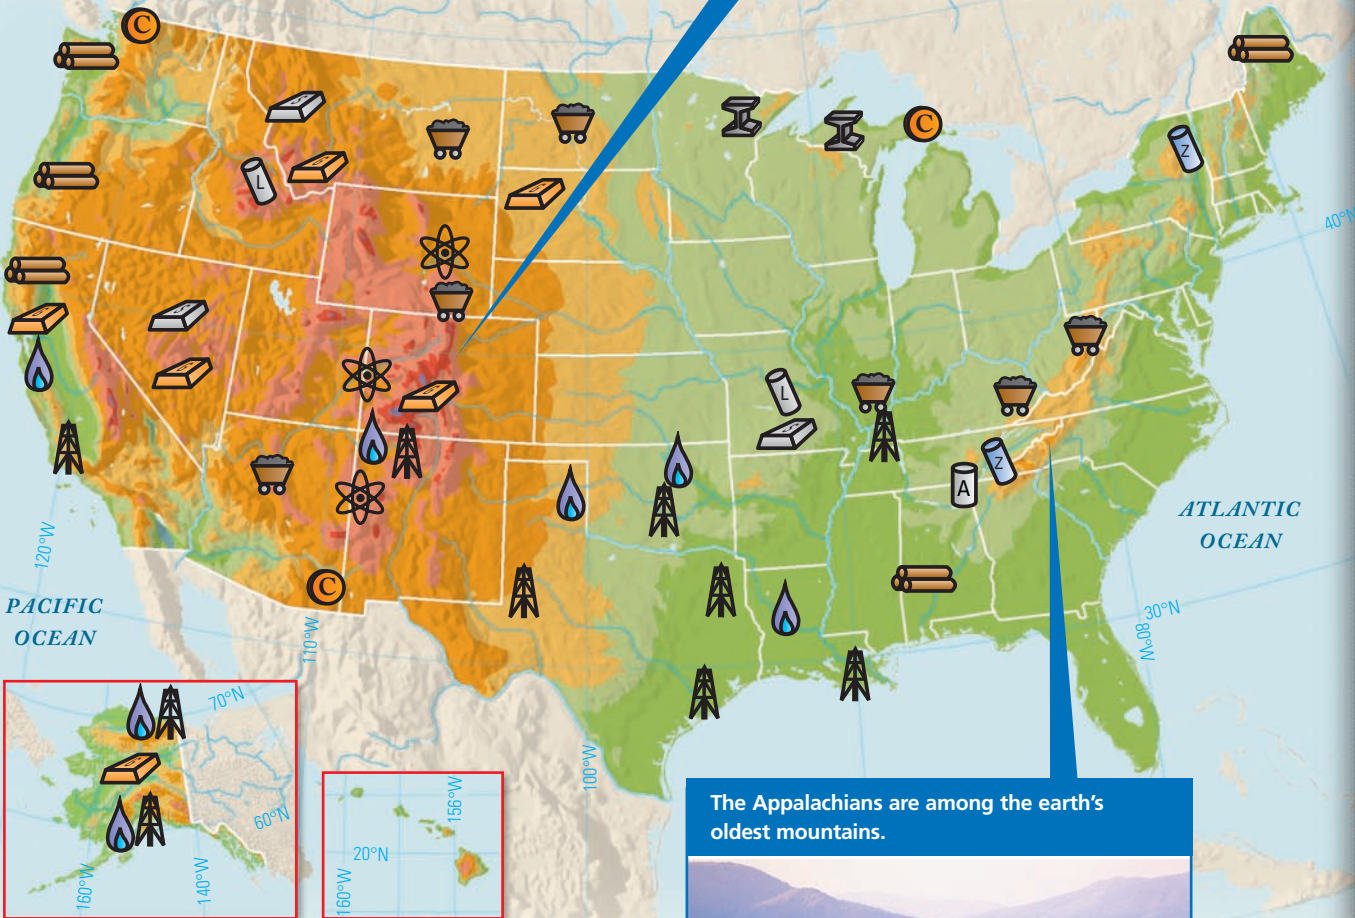 C
C
L
Z
40°N
L
A
Z
ATLANTIC
OCEAN
120°W
C
PACIFIC
OCEAN
110°W
30°N
80°W
70°N
60°N
160°W
140°W
156°W
20°N
160°W
100°W
The Appalachians are among the earth's
oldest mountains.